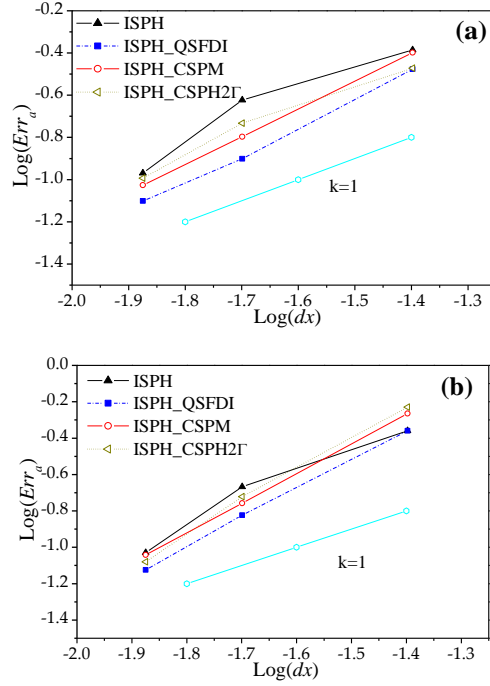 (a)
ISPH
ISPH_QSFDI
ISPH_CSPM
ISPH_CSPH2Γ
Log(Err_a)
-0.2
-0.4
-0.6
-0.8
-1.0
-1.2
-1.4
k=1
-2.0 -1.9 -1.8 -1.7 -1.6 -1.5 -1.4 -1.3
Log(dx)
(b)
ISPH
ISPH_QSFDI
ISPH_CSPM
ISPH_CSPH2Γ
Log(Err_a)
0.0
-0.2
-0.4
-0.6
-0.8
-1.0
-1.2
-1.4
k=1
-2.0 -1.9 -1.8 -1.7 -1.6 -1.5 -1.4 -1.3
Log(dx)